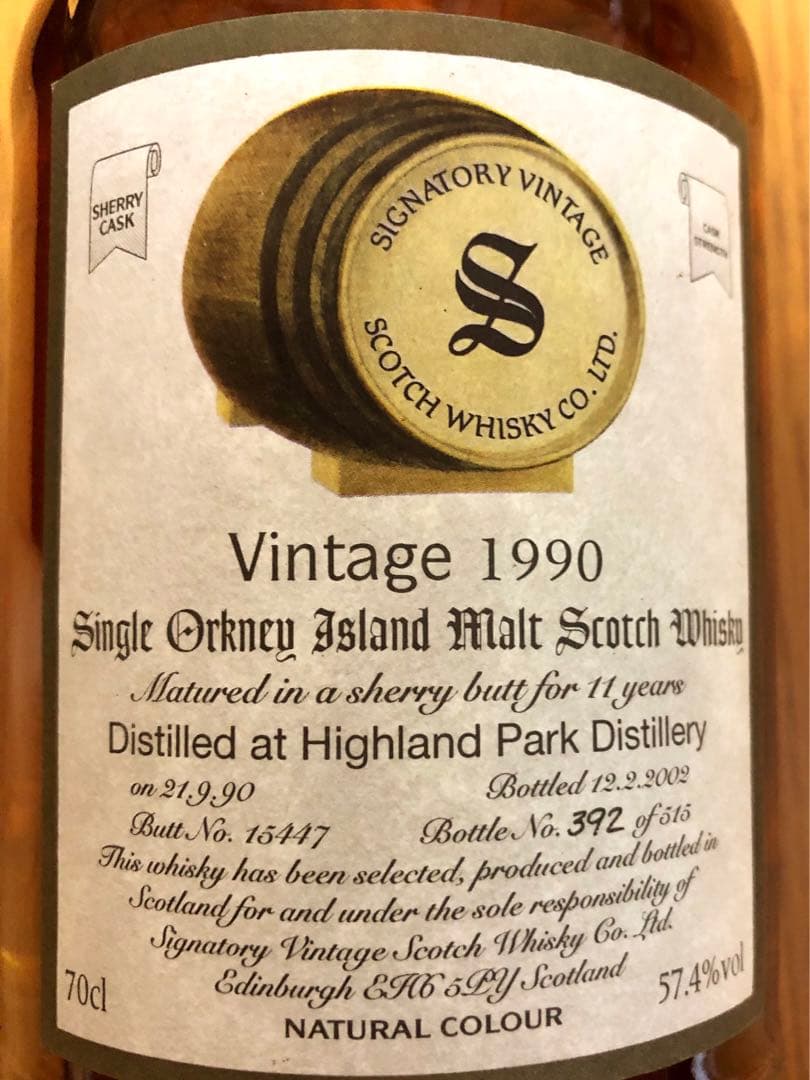 SHERRY
CASK
CASK
STRENGTH
SIGNATORY VINTAGE
S
SCOTCH WHISKY CO. LTD.
Vintage 1990
Single Orkney Island Malt Scotch Whisky
Matured in a sherry butt for 11 years
Distilled at Highland Park Distillery
on 21.9.90 Bottled 12.2.2002
Butt No. 15447 Bottle No. 392 of 515
This whisky has been selected, produced and bottled in
Scotland for and under the sole responsibility of
Signatory Vintage Scotch Whisky Co. Ltd.
Edinburgh EH6 5PY Scotland
70cl 57.4%vol
NATURAL COLOUR